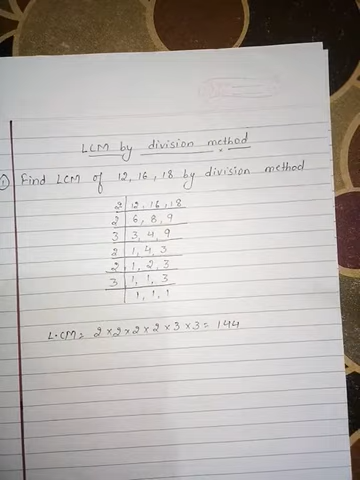 LCM by division method
① Find LCM of 12, 16, 18 by division method
2 | 12, 16, 18
2 | 6, 8, 9
3 | 3, 4, 9
2 | 1, 4, 3
2 | 1, 2, 3
3 | 1, 1, 3
| 1, 1, 1
L.CM = 2×2×2×2×3×3 = 144